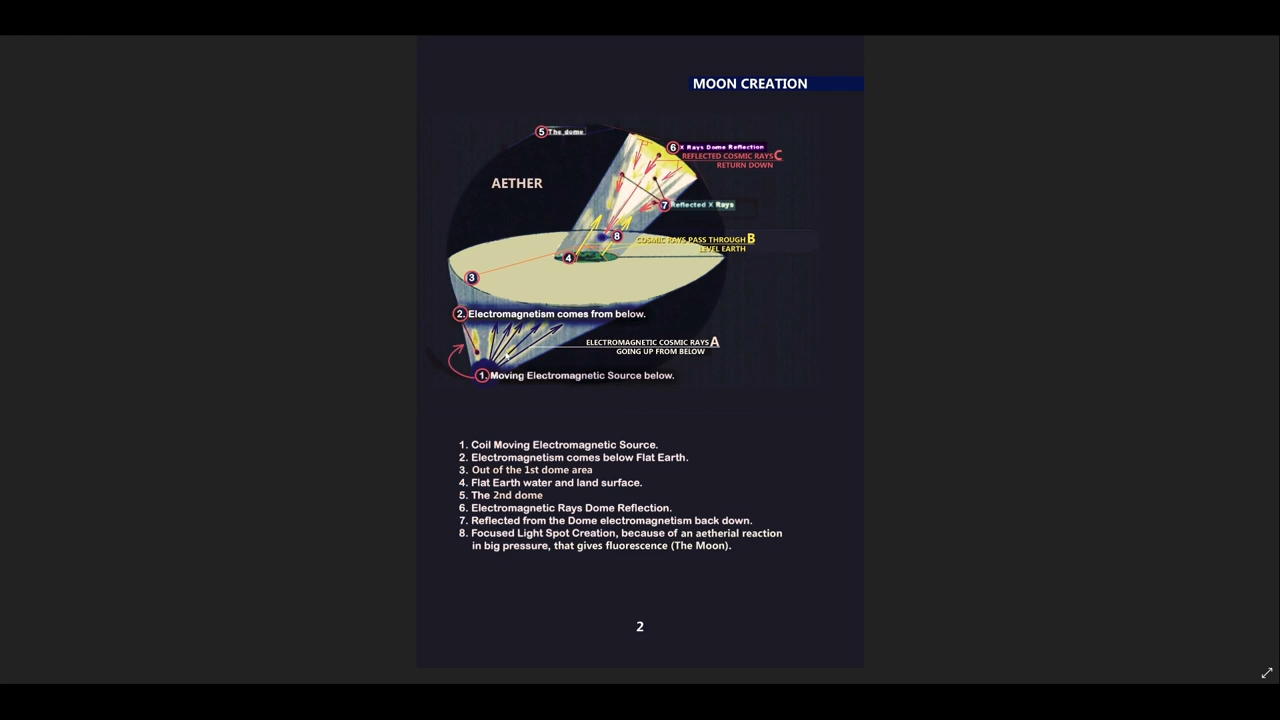 MOON CREATION
5 The dome
6 X Rays Dome Reflection
REFLECTED COSMIC RAYS C
RETURN DOWN
AETHER
7 Reflected X Rays
8
COSMIC RAYS PASS THROUGH B
LEVEL EARTH
4
3
2. Electromagnetism comes from below.
ELECTROMAGNETIC COSMIC RAYS A
GOING UP FROM BELOW
1. Moving Electromagnetic Source below.
1. Coil Moving Electromagnetic Source.
2. Electromagnetism comes below Flat Earth.
3. Out of the 1st dome area
4. Flat Earth water and land surface.
5. The 2nd dome
6. Electromagnetic Rays Dome Reflection.
7. Reflected from the Dome electromagnetism back down.
8. Focused Light Spot Creation, because of an aetherial reaction
in big pressure, that gives fluorescence (The Moon).
2